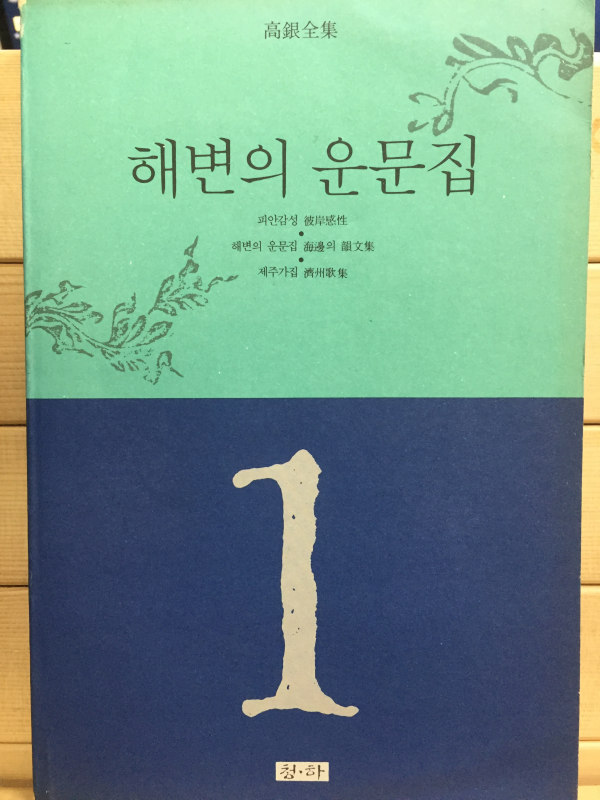 高銀全集
해변의 운문집
피안감성 彼岸感性
해변의 운문집 海邊의 韻文集
제주가집 濟州歌集
1
청·하